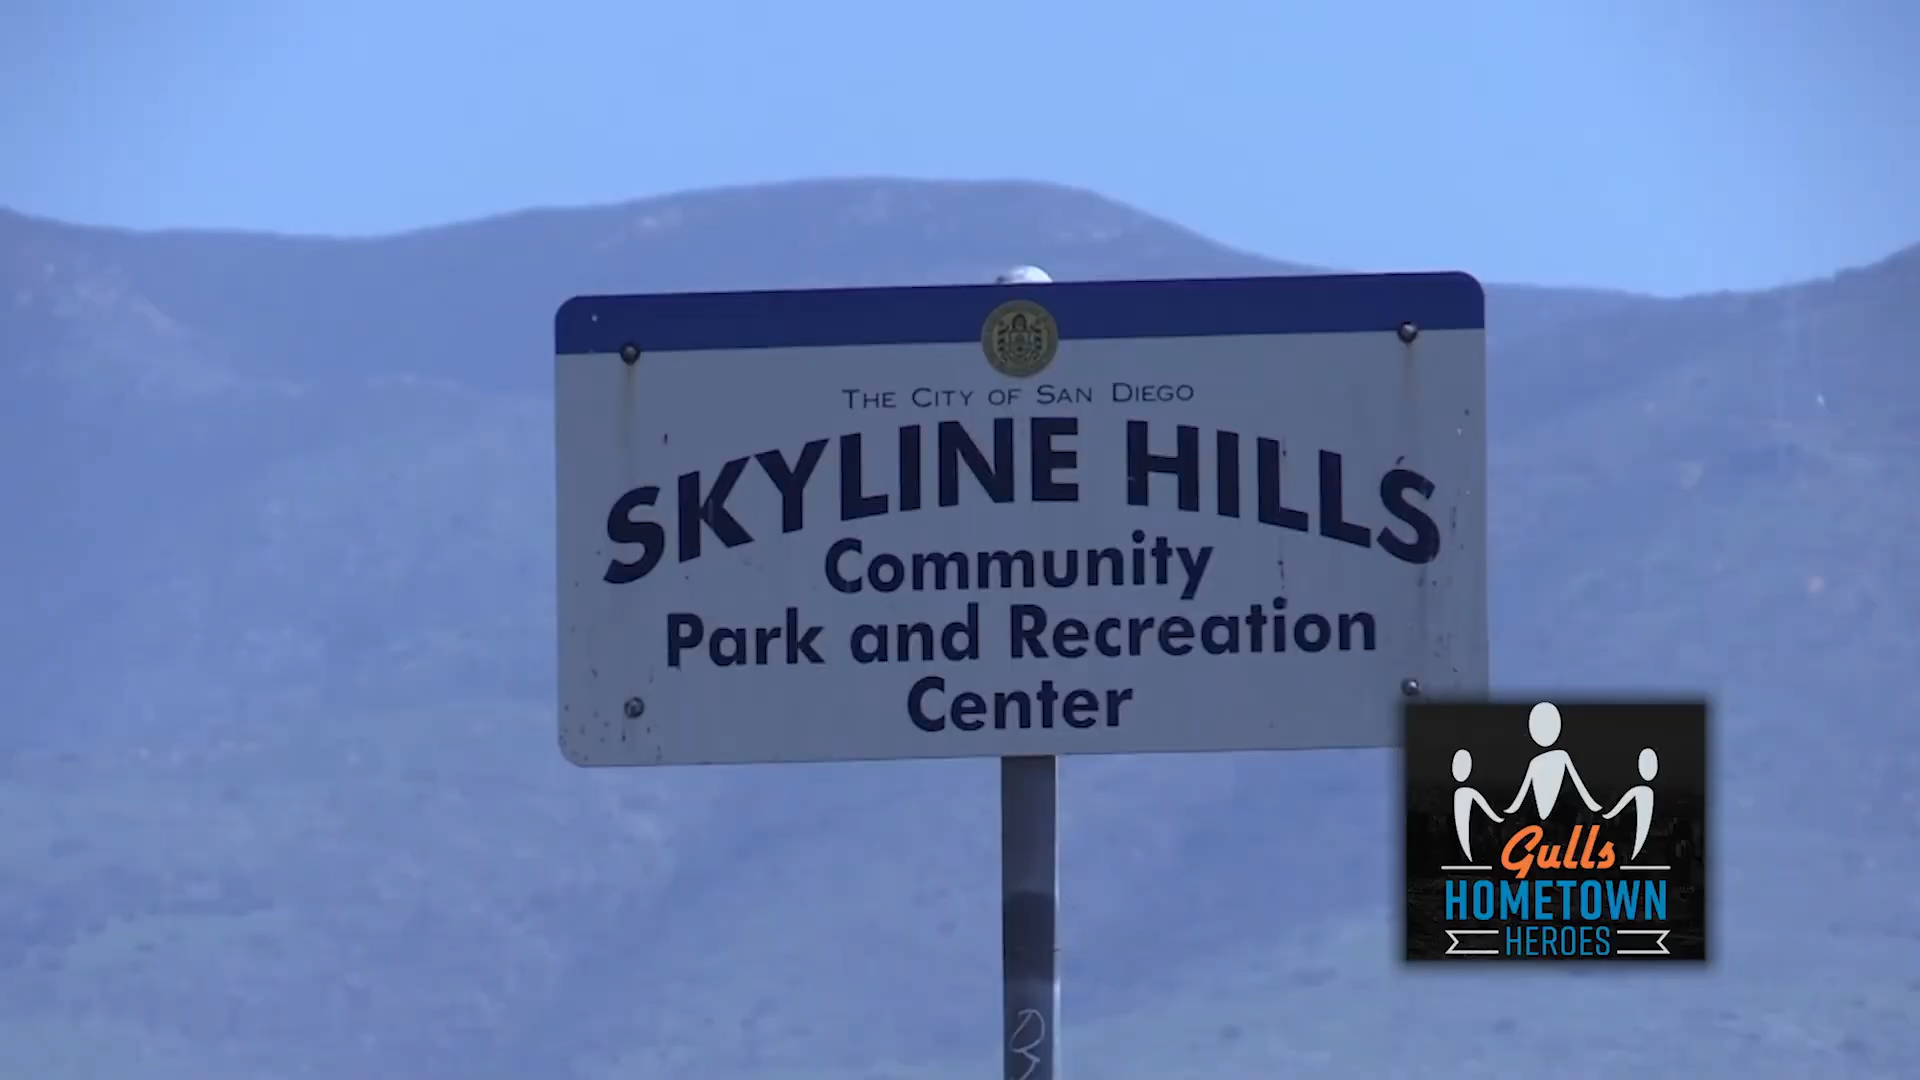 THE CITY OF SAN DIEGO
SKYLINE HILLS
Community
Park and Recreation
Center
Gulls
HOMETOWN
HEROES